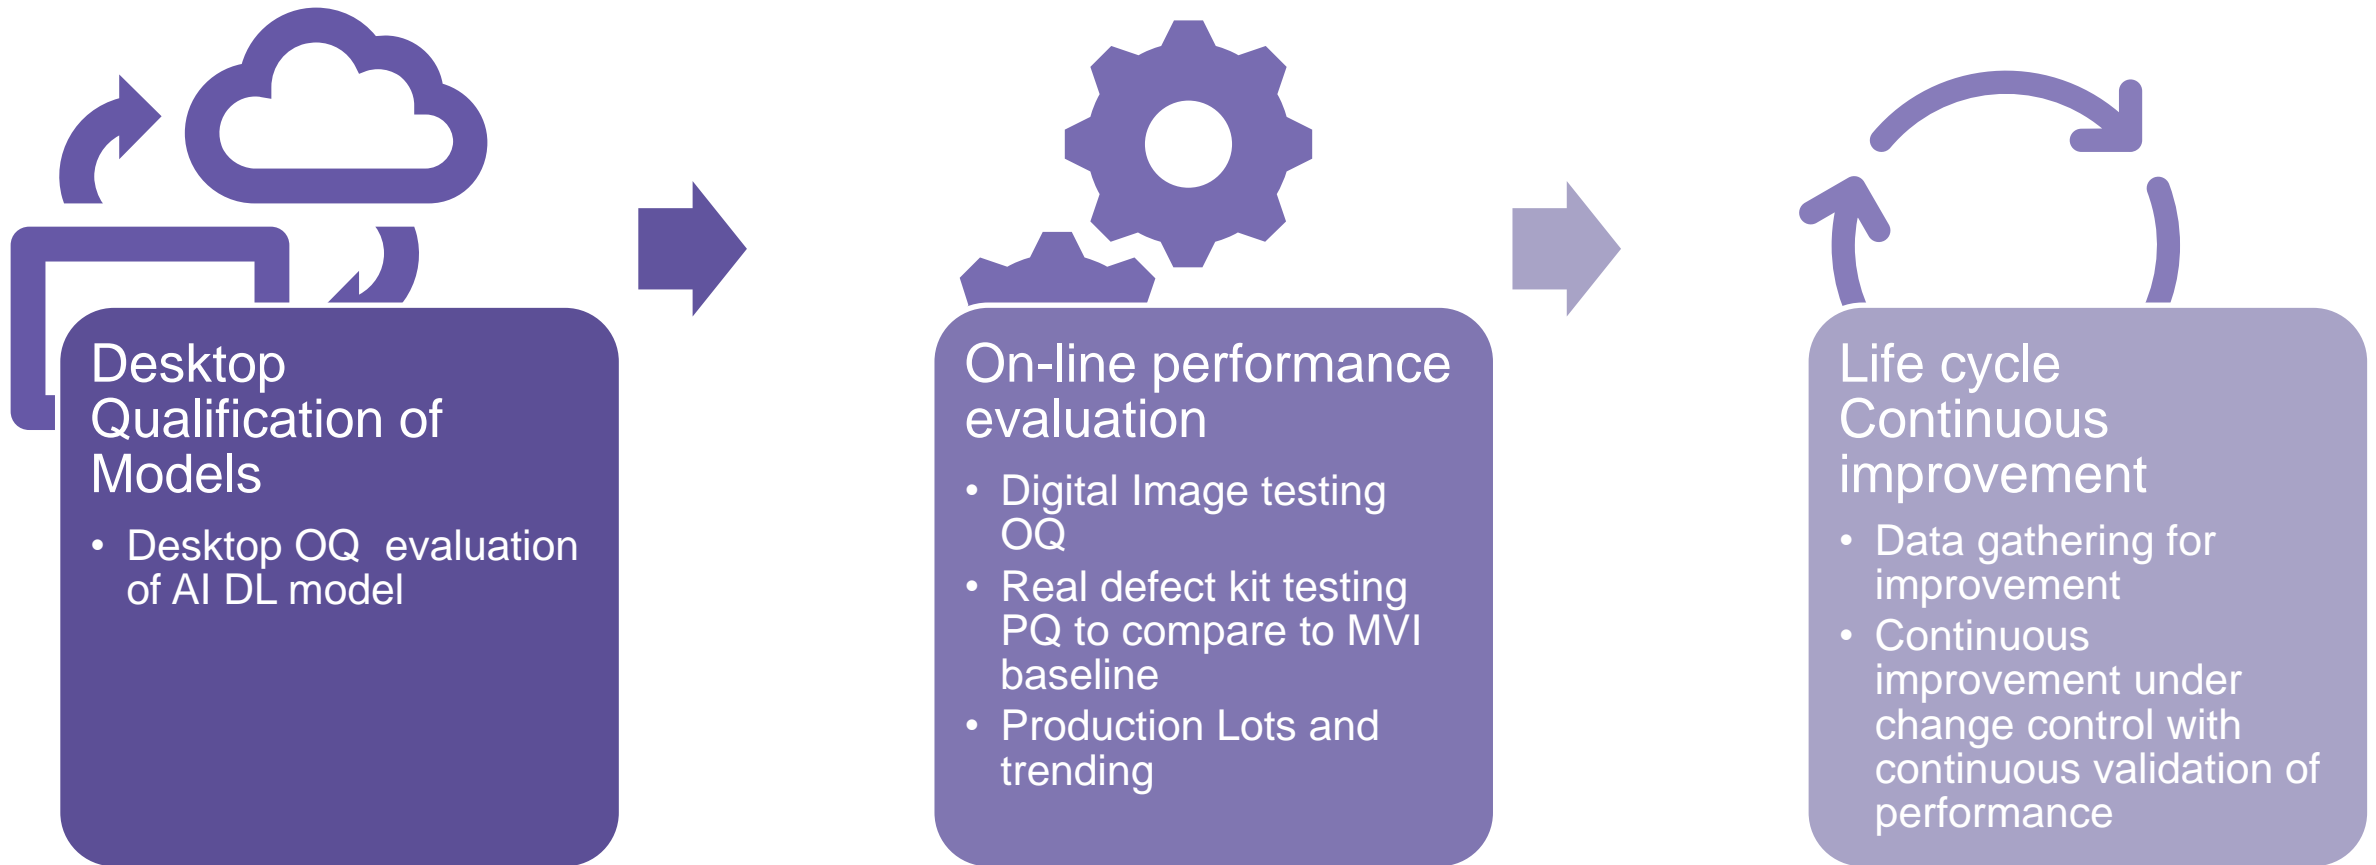 Desktop
Qualification of
Models
• Desktop OQ  evaluation
of AI DL model
On-line performance
evaluation
• Digital Image testing
OQ
• Real defect kit testing
PQ to compare to MVI
baseline
• Production Lots and
trending
Life cycle
Continuous
improvement
• Data gathering for
improvement
• Continuous
improvement under
change control with
continuous validation of
performance